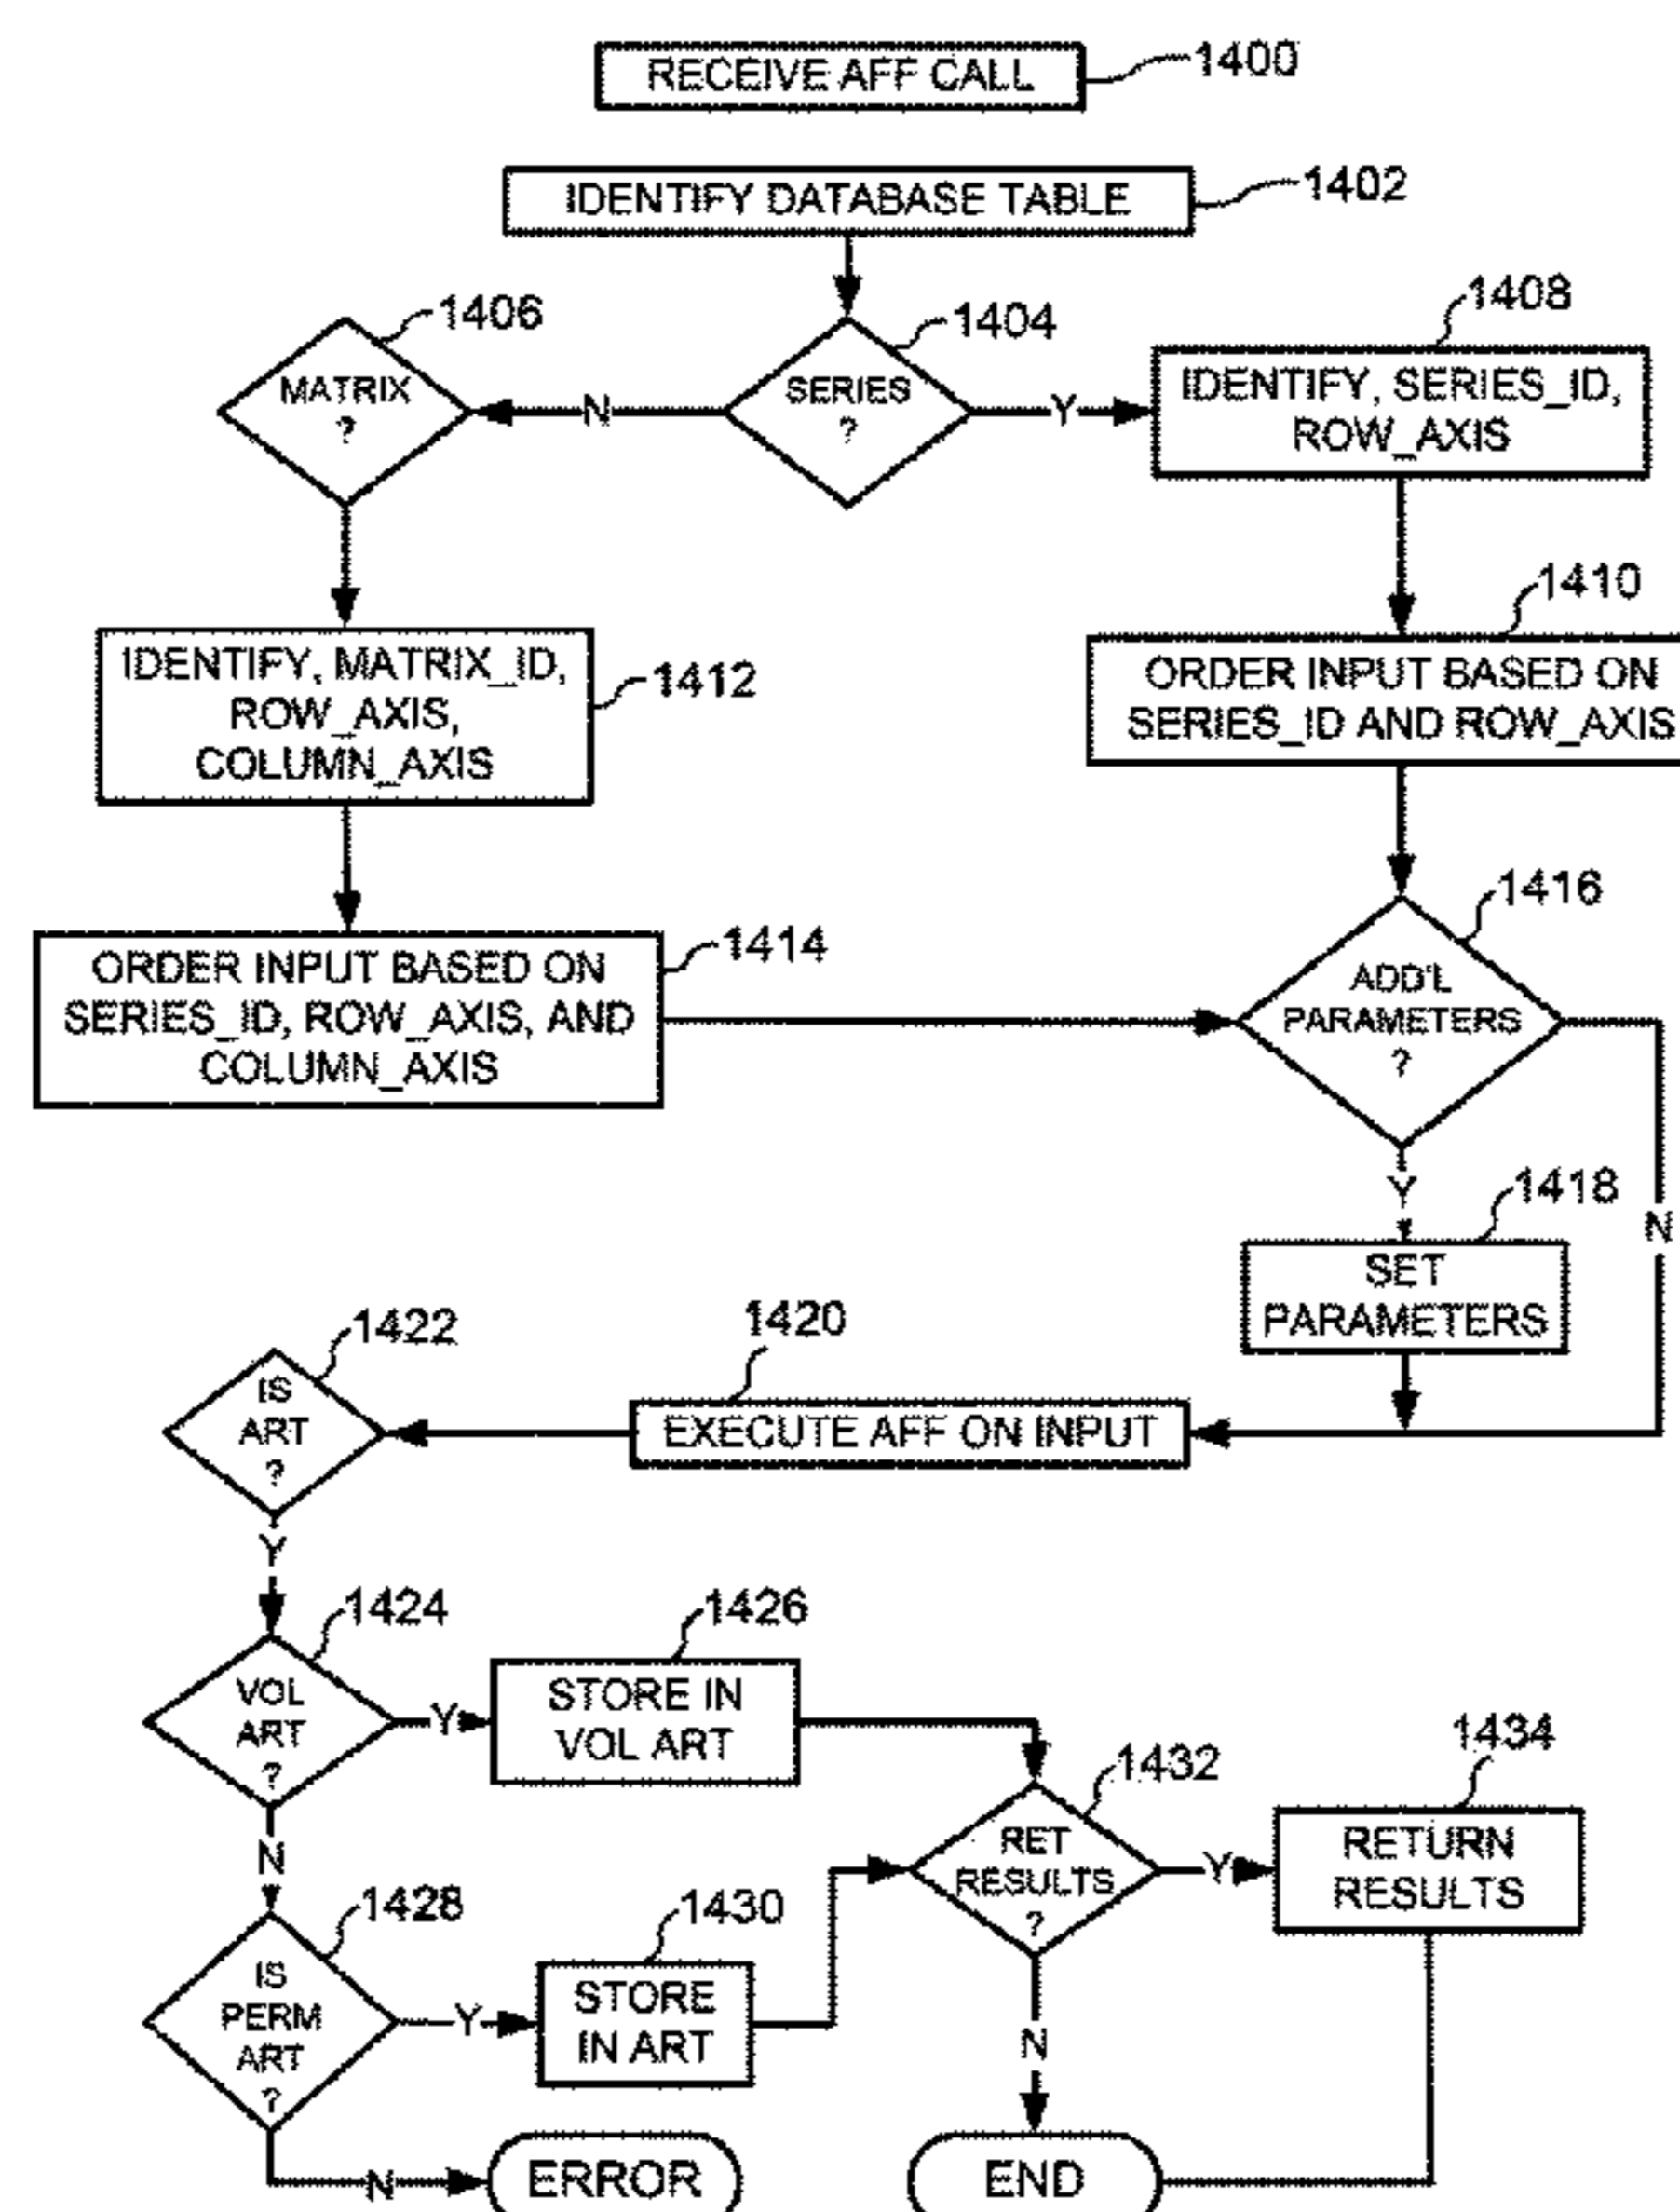 RECEIVE AFF CALL
1400
IDENTIFY DATABASE TABLE
1402
1406
MATRIX
?
N
1404
SERIES
?
Y
1408
IDENTIFY, SERIES_ID,
ROW_AXIS
1410
ORDER INPUT BASED ON
SERIES_ID AND ROW_AXIS
IDENTIFY, MATRIX_ID,
ROW_AXIS,
COLUMN_AXIS
1412
ORDER INPUT BASED ON
SERIES_ID, ROW_AXIS, AND
COLUMN_AXIS
1414
1416
ADD'L
PARAMETERS
?
Y
N
1418
SET
PARAMETERS
1420
EXECUTE AFF ON INPUT
1422
IS
ART
?
Y
1424
VOL
ART
?
Y
1426
STORE IN
VOL ART
N
1428
IS
PERM
ART
?
Y
1430
STORE
IN ART
1432
RET
RESULTS
?
Y
1434
RETURN
RESULTS
N
N
ERROR
END